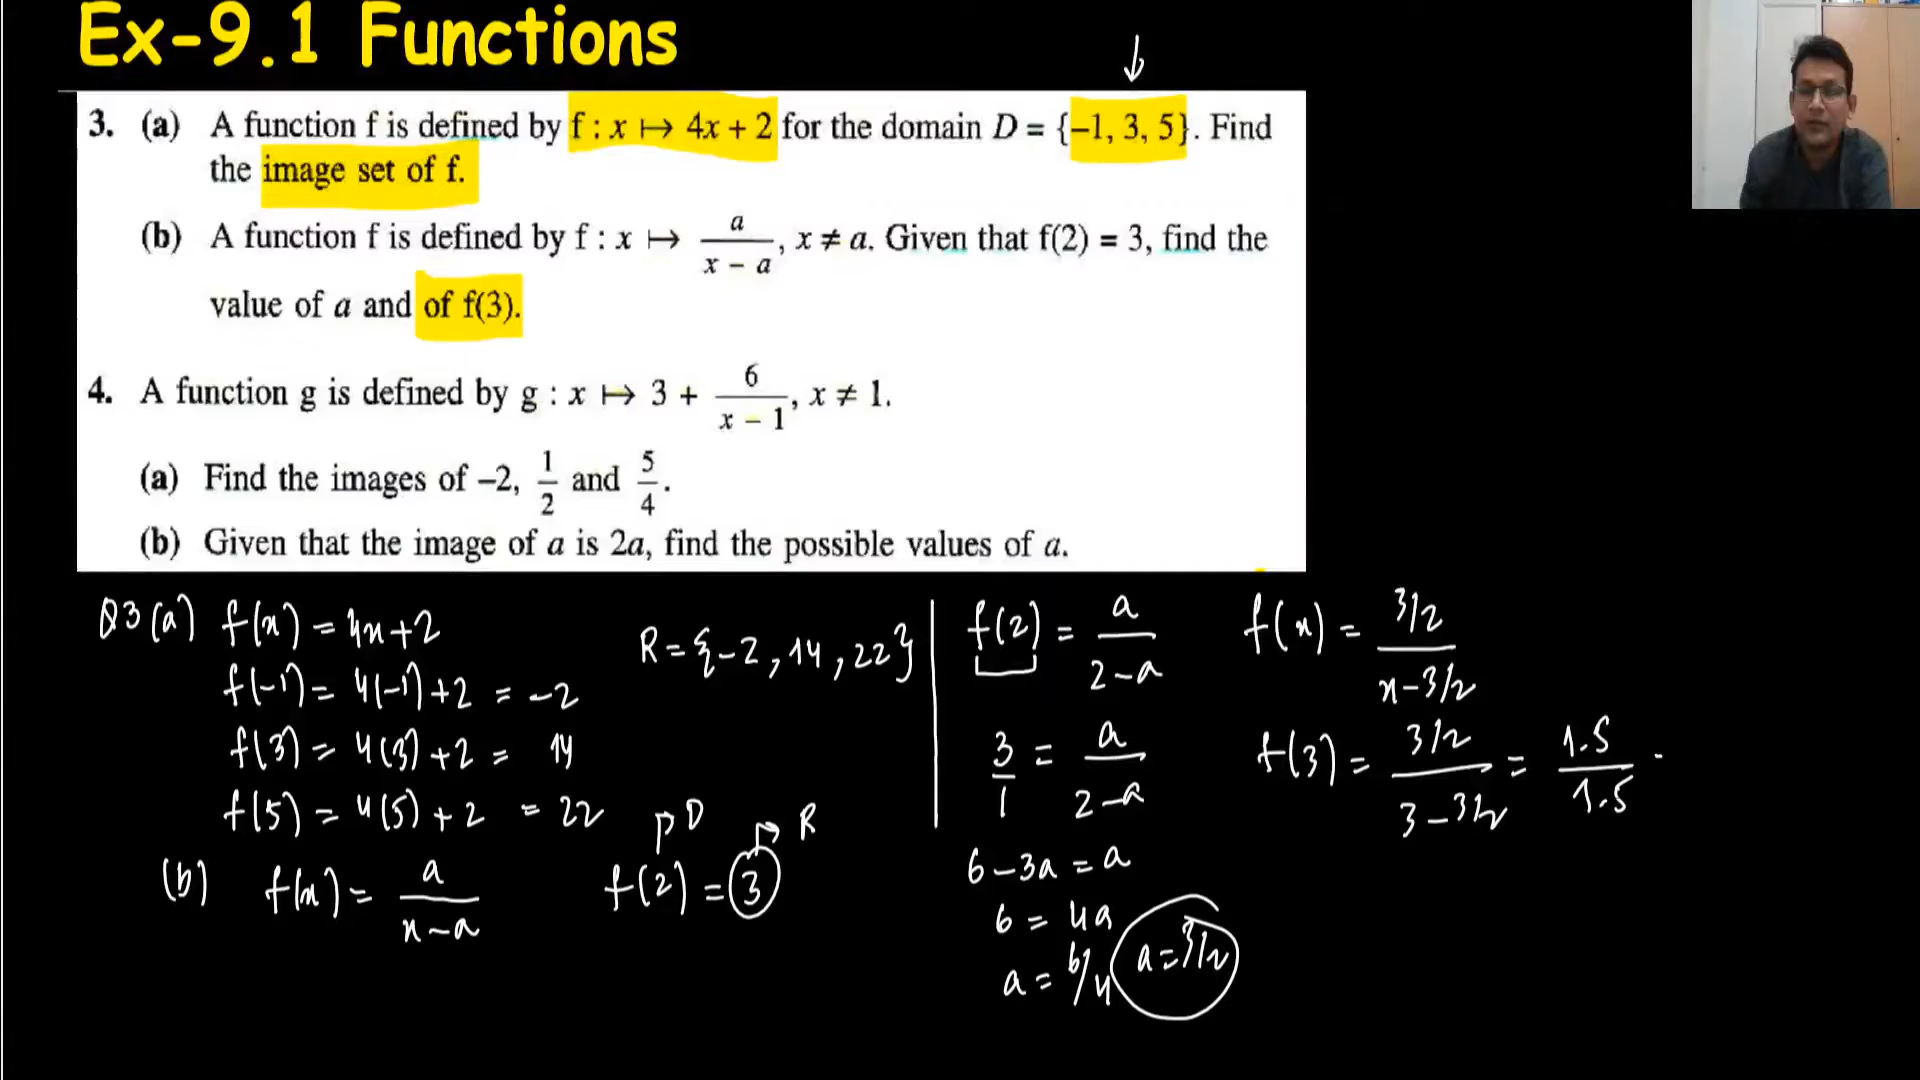 Ex-9.1 Functions
3. (a) A function f is defined by f : x ↦ 4x + 2 for the domain D = {−1, 3, 5}. Find
the image set of f.
(b) A function f is defined by f : x ↦ a/(x − a), x ≠ a. Given that f(2) = 3, find the
value of a and of f(3).
4. A function g is defined by g : x ↦ 3 + 6/(x − 1), x ≠ 1.
(a) Find the images of −2, 1/2 and 5/4.
(b) Given that the image of a is 2a, find the possible values of a.
Q3 (a) f(x) = 4x+2
f(-1) = 4(-1)+2 = -2
f(3) = 4(3)+2 = 14
f(5) = 4(5)+2 = 22
R = {-2, 14, 22}
(b) f(x) = a/(x-a)
f(2) = 3
D
R
f(2) = a/(2-a)
3/1 = a/(2-a)
6-3a = a
6 = 4a
a = 6/4
a = 3/2
f(x) = 3/2/(x-3/2)
f(3) = 3/2/(3-3/2) = 1.5/1.5